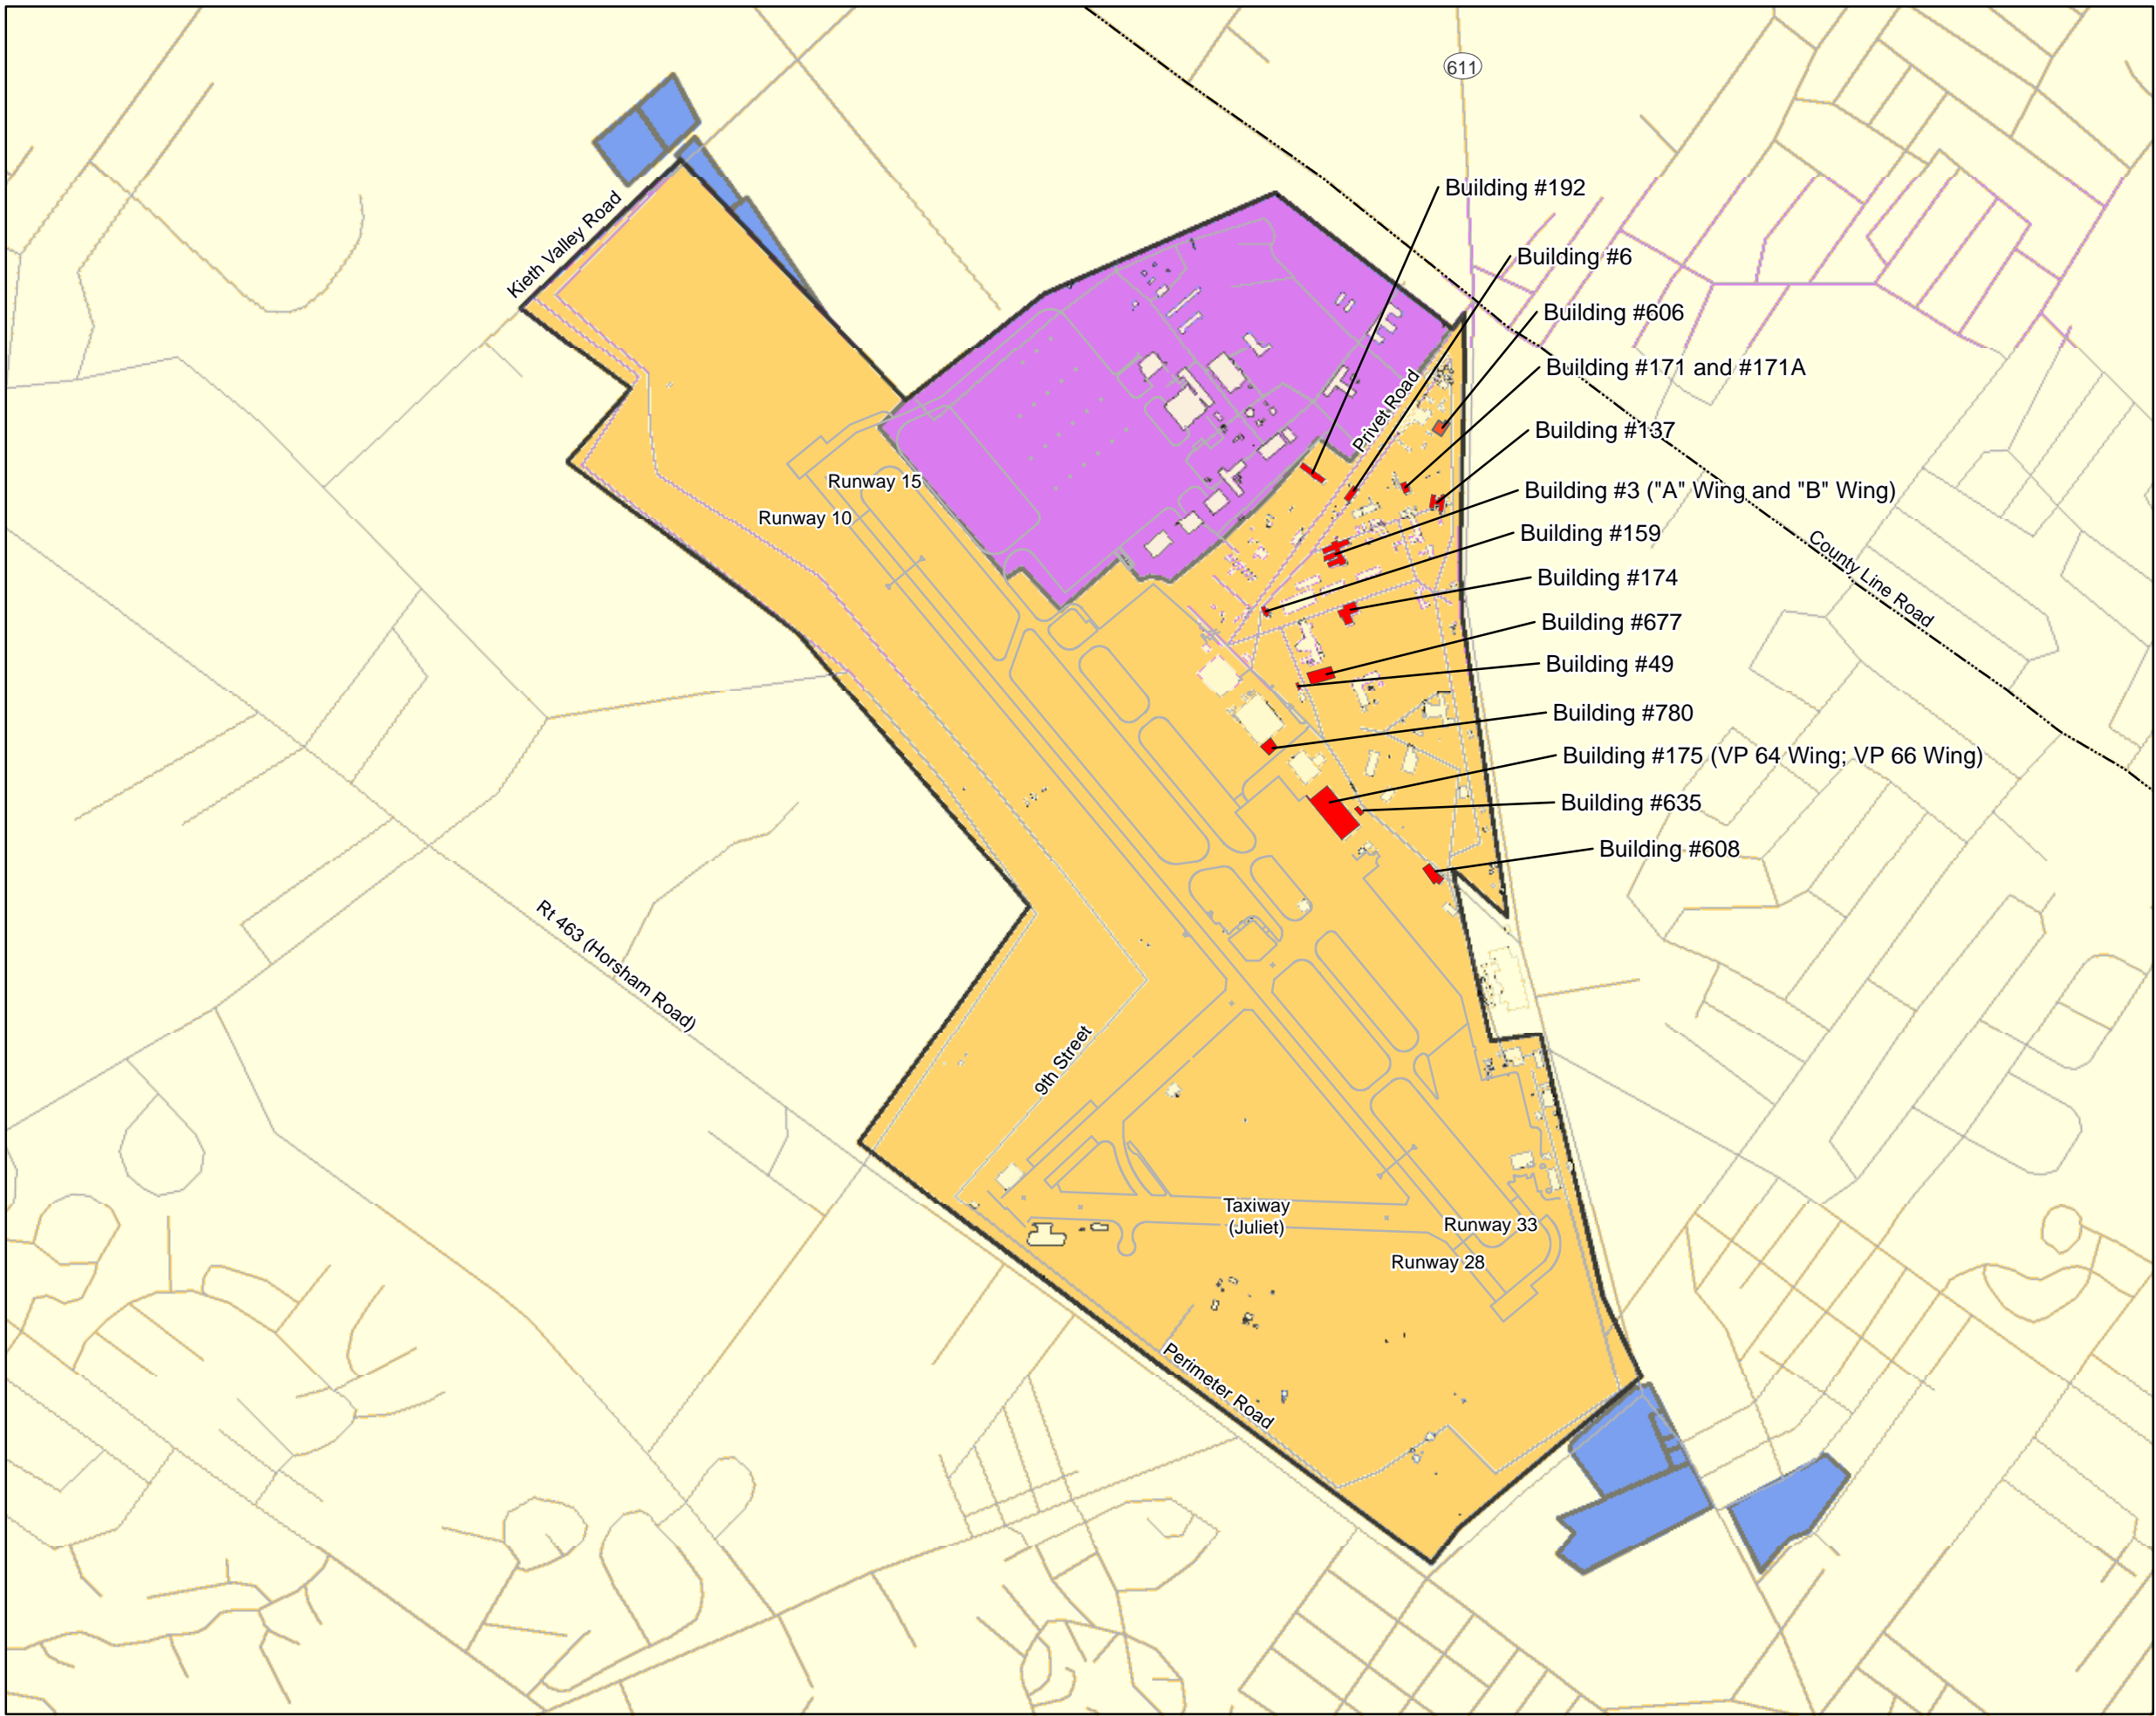 611
Building #192
Kieth Valley Road
Building #6
Building #606
Building #171 and #171A
Privet Road
Building #137
Runway 15
Building #3 ("A" Wing and "B" Wing)
Runway 10
Building #159
County Line Road
Building #174
Building #677
Building #49
Building #780
Building #175 (VP 64 Wing; VP 66 Wing)
Building #635
Building #608
Rt 463 (Horsham Road)
9th Street
Taxiway
(Juliet)
Runway 33
Runway 28
Perimeter Road